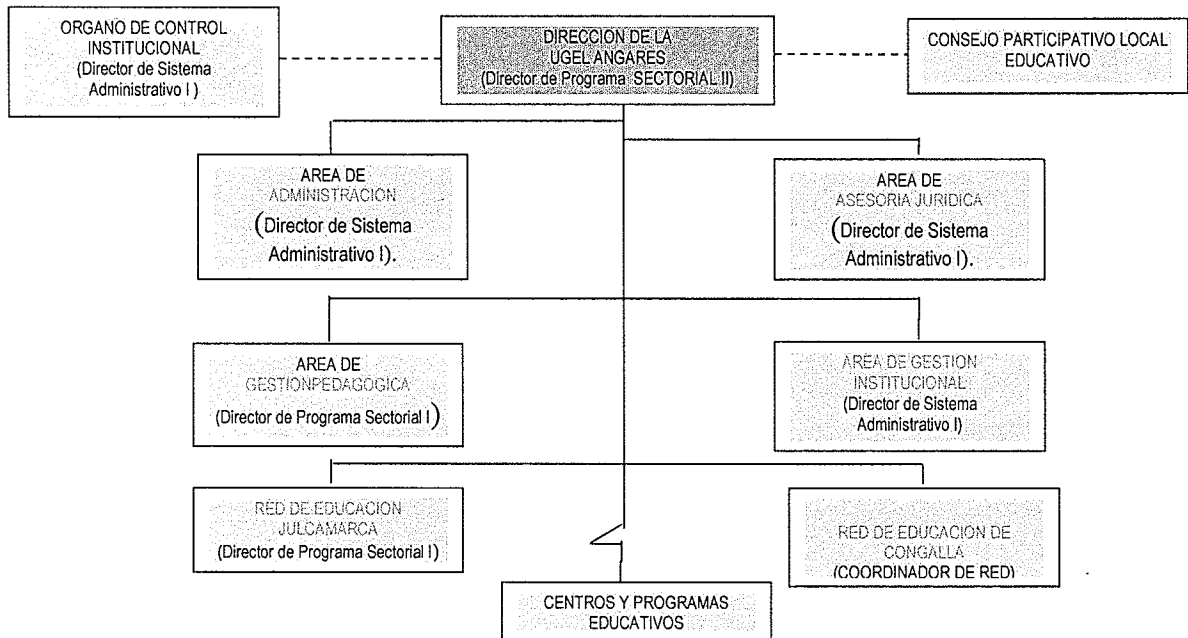 ORGANO DE CONTROL
INSTITUCIONAL
(Director de Sistema
Administrativo I )
DIRECCION DE LA
UGEL ANGARES
(Director de Programa SECTORIAL II)
CONSEJO PARTICIPATIVO LOCAL
EDUCATIVO
AREA DE
ADMINISTRACION
(Director de Sistema
Administrativo I).
AREA DE
ASESORIA JURIDICA
(Director de Sistema
Administrativo I).
AREA DE
GESTIONPEDAGOGICA
(Director de Programa Sectorial I)
AREA DE GESTION
INSTITUCIONAL
(Director de Sistema
Administrativo I)
RED DE EDUCACION
JULCAMARCA
(Director de Programa Sectorial I)
RED DE EDUCACION DE
CONGALLA
(COORDINADOR DE RED)
CENTROS Y PROGRAMAS
EDUCATIVOS